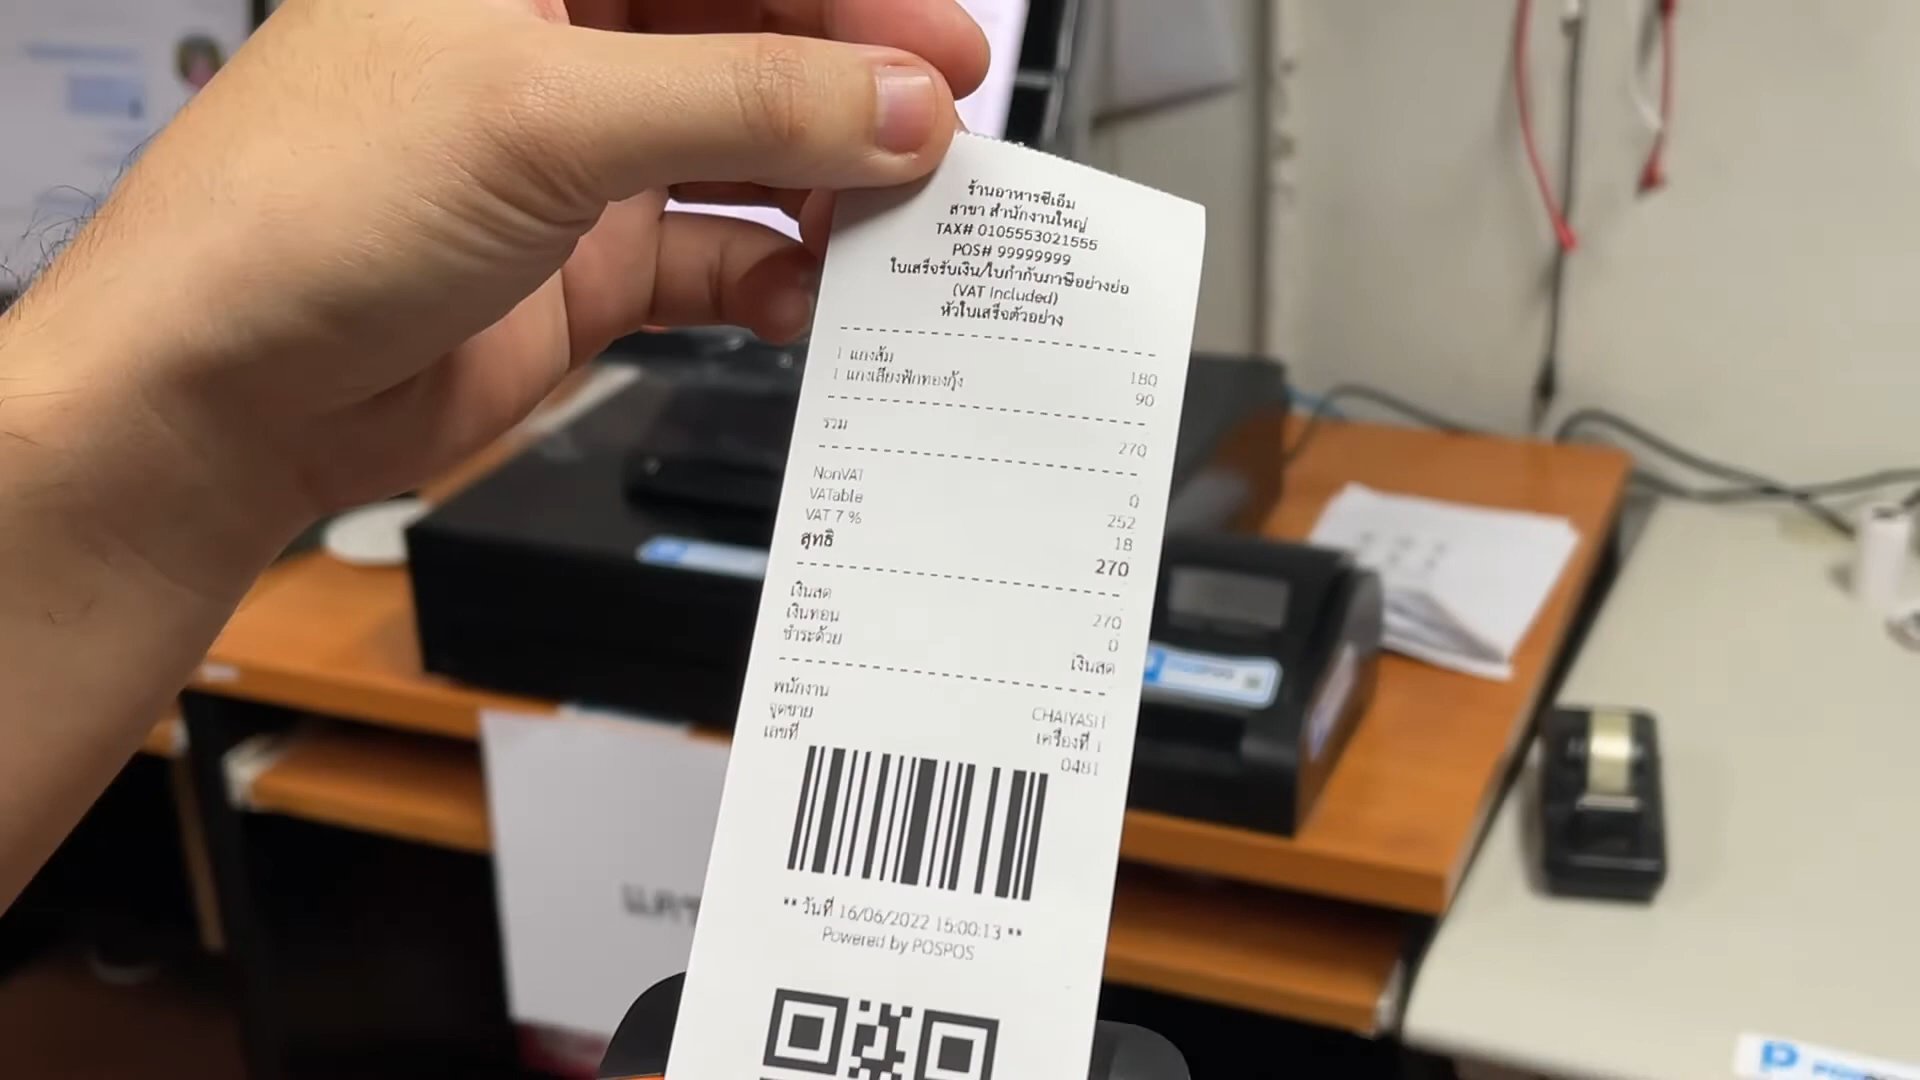 ร้านอาหารซีเอ็ม
สาขา สำนักงานใหญ่
TAX# 0105553021555
POS# 99999999
ใบเสร็จรับเงิน/ใบกำกับภาษีอย่างย่อ
(VAT Included)
หัวใบเสร็จตัวอย่าง
1 แกงส้ม 180
1 แกงเลียงฟักทองกุ้ง 90
รวม 270
NonVAT 0
VATable 252
VAT 7 % 18
สุทธิ 270
เงินสด 270
เงินทอน 0
ชำระด้วย เงินสด
พนักงาน CHAIYASIT
จุดขาย เครื่องที่ 1
เลขที่ 0481
** วันที่ 16/06/2022 15:00:13 **
Powered by POSPOS